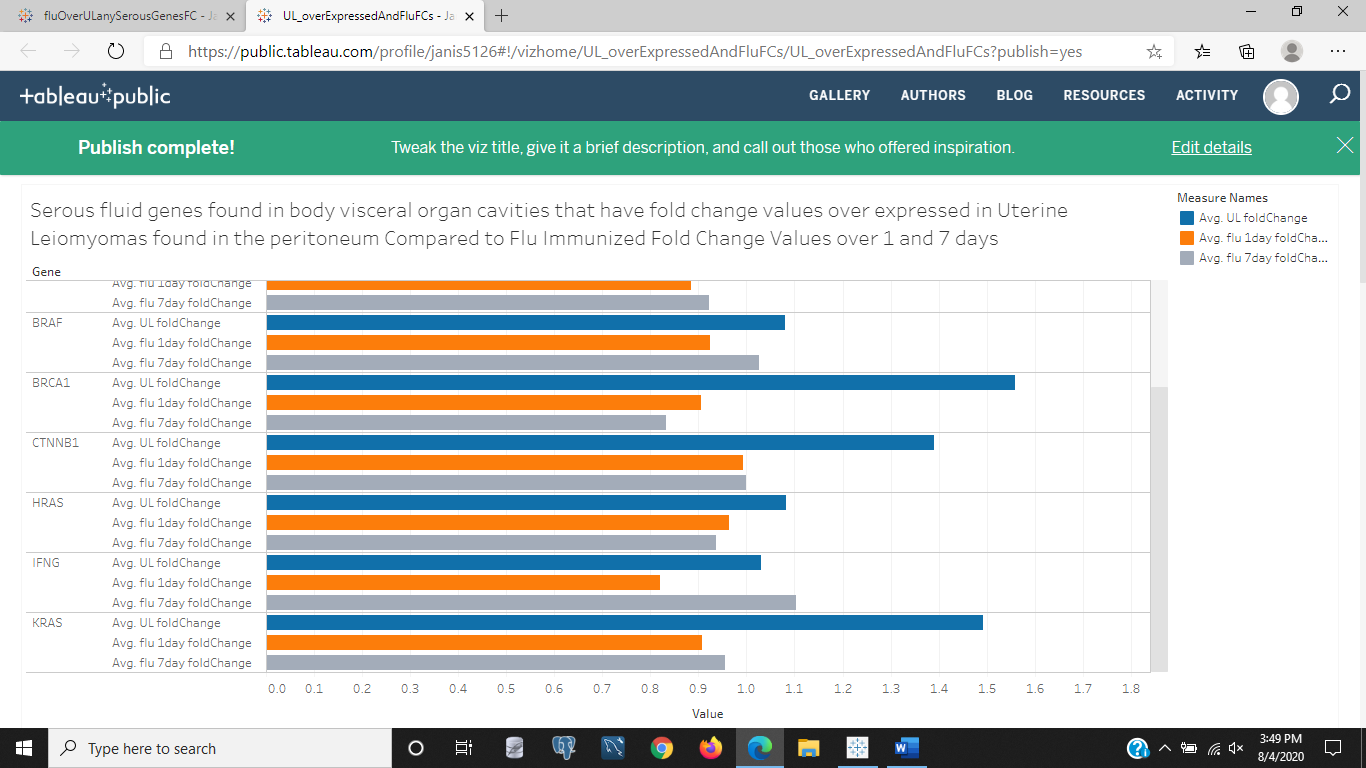 fluOverULanySerousGenesFC - Ja
UL_overExpressedAndFluFCs - Ja
https://public.tableau.com/profile/janis5126#!/vizhome/UL_overExpressedAndFluFCs/UL_overExpressedAndFluFCs?publish=yes
+ableau public
GALLERY AUTHORS BLOG RESOURCES ACTIVITY
Publish complete! Tweak the viz title, give it a brief description, and call out those who offered inspiration. Edit details
Serous fluid genes found in body visceral organ cavities that have fold change values over expressed in Uterine
Leiomyomas found in the peritoneum Compared to Flu Immunized Fold Change Values over 1 and 7 days
Measure Names
Avg. UL foldChange
Avg. flu 1day foldCha...
Avg. flu 7day foldCha...
Gene
Avg. flu 1day foldChange
Avg. flu 7day foldChange
BRAF Avg. UL foldChange
Avg. flu 1day foldChange
Avg. flu 7day foldChange
BRCA1 Avg. UL foldChange
Avg. flu 1day foldChange
Avg. flu 7day foldChange
CTNNB1 Avg. UL foldChange
Avg. flu 1day foldChange
Avg. flu 7day foldChange
HRAS Avg. UL foldChange
Avg. flu 1day foldChange
Avg. flu 7day foldChange
IFNG Avg. UL foldChange
Avg. flu 1day foldChange
Avg. flu 7day foldChange
KRAS Avg. UL foldChange
Avg. flu 1day foldChange
Avg. flu 7day foldChange
0.0 0.1 0.2 0.3 0.4 0.5 0.6 0.7 0.8 0.9 1.0 1.1 1.2 1.3 1.4 1.5 1.6 1.7 1.8
Value
Type here to search
3:49 PM
8/4/2020